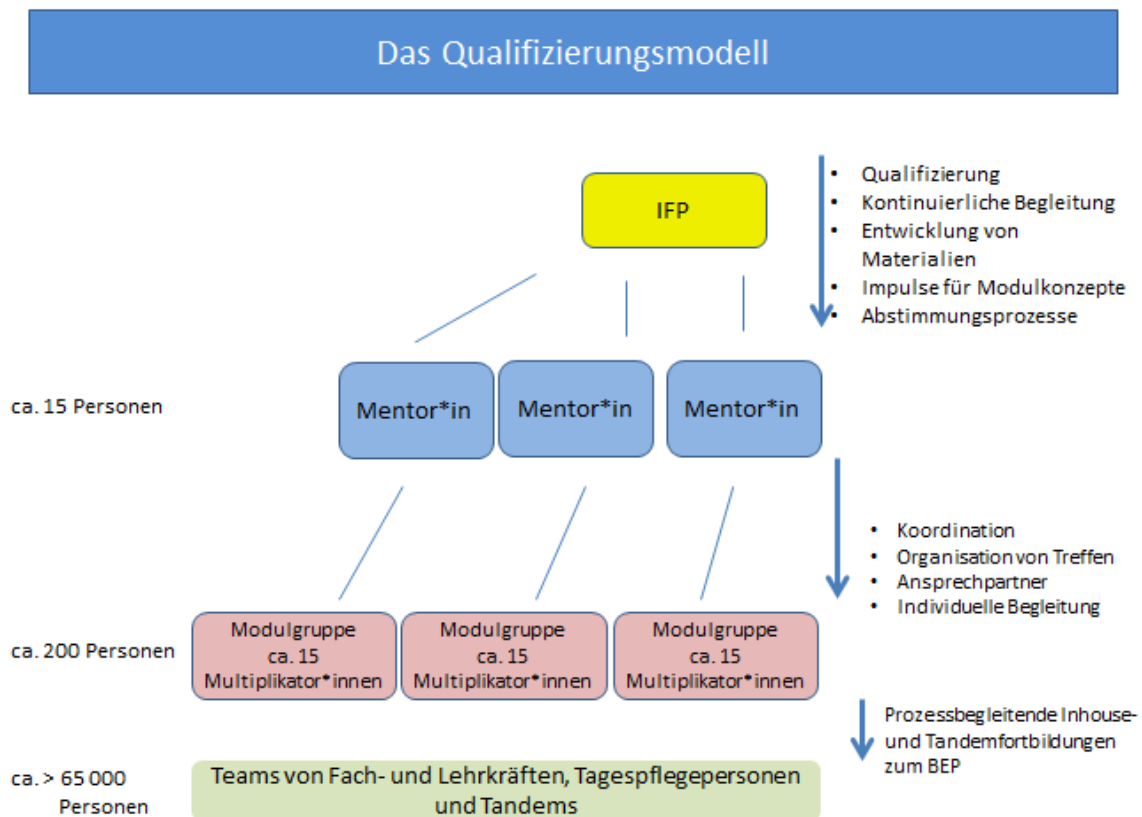 Das Qualifizierungsmodell
IFP
• Qualifizierung
• Kontinuierliche Begleitung
• Entwicklung von
Materialien
• Impulse für Modulkonzepte
• Abstimmungsprozesse
ca. 15 Personen
Mentor*in
Mentor*in
Mentor*in
• Koordination
• Organisation von Treffen
• Ansprechpartner
• Individuelle Begleitung
ca. 200 Personen
Modulgruppe
ca. 15
Multiplikator*innen
Modulgruppe
ca. 15
Multiplikator*innen
Modulgruppe
ca. 15
Multiplikator*innen
Prozessbegleitende Inhouse-
und Tandemfortbildungen
zum BEP
ca. > 65 000
Personen
Teams von Fach- und Lehrkräften, Tagespflegepersonen
und Tandems